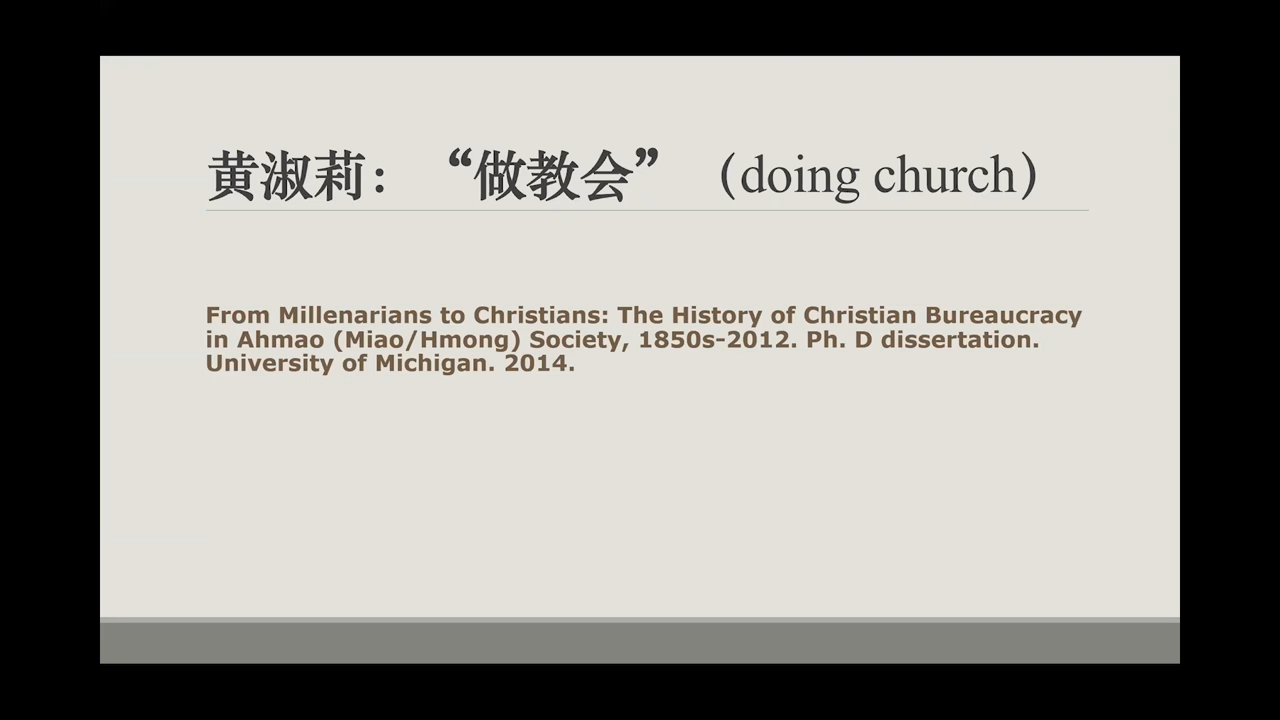 黄淑莉：“做教会”（doing church）
From Millenarians to Christians: The History of Christian Bureaucracy
in Ahmao (Miao/Hmong) Society, 1850s-2012. Ph. D dissertation.
University of Michigan. 2014.